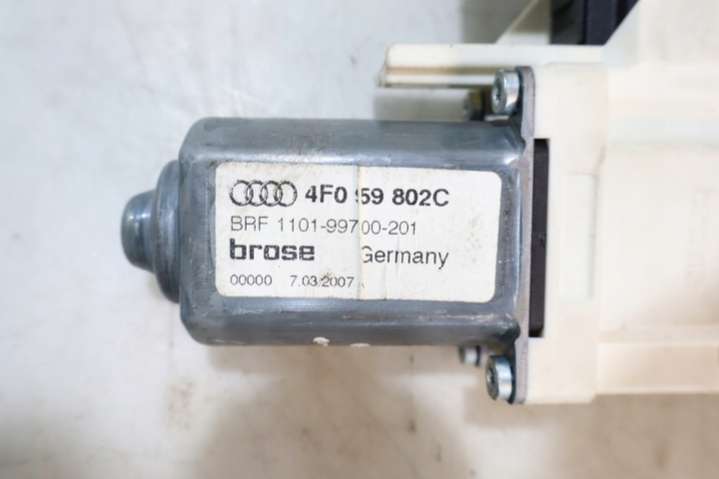 4F0 959 802C
BRF 1101-99700-201
brose Germany
00000 7.03.2007